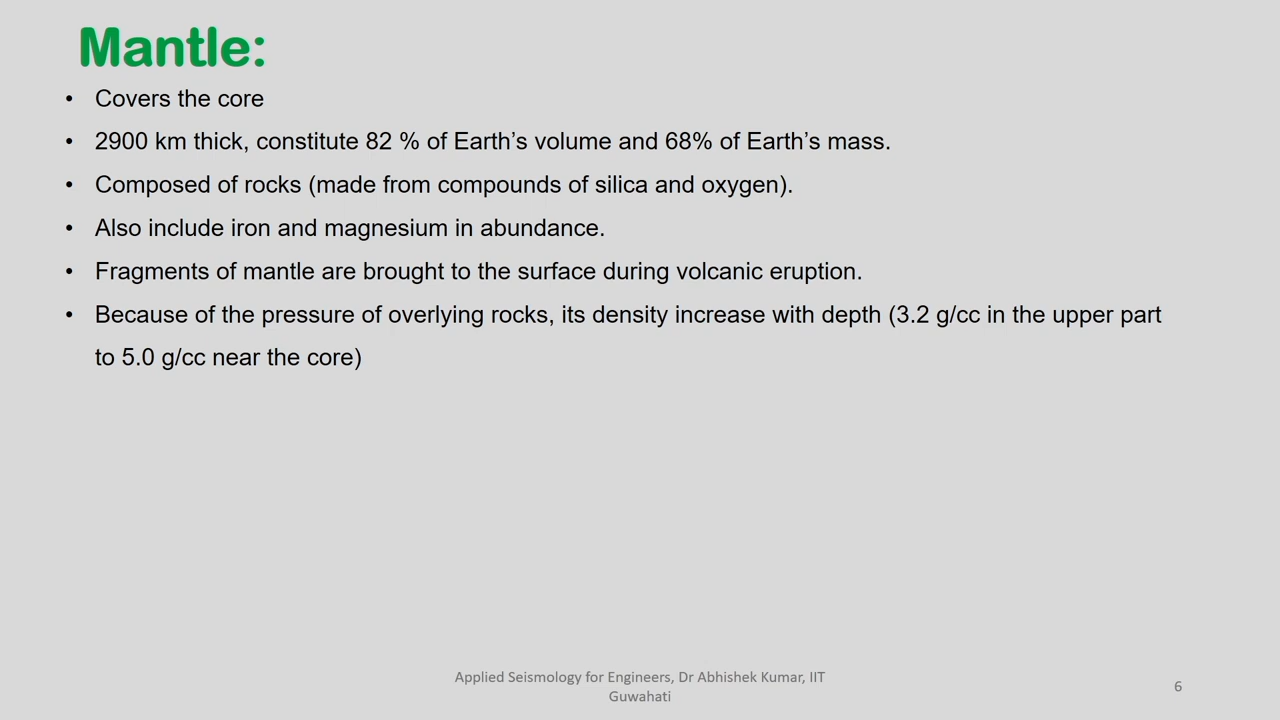 Mantle:
• Covers the core
• 2900 km thick, constitute 82 % of Earth’s volume and 68% of Earth’s mass.
• Composed of rocks (made from compounds of silica and oxygen).
• Also include iron and magnesium in abundance.
• Fragments of mantle are brought to the surface during volcanic eruption.
• Because of the pressure of overlying rocks, its density increase with depth (3.2 g/cc in the upper part
to 5.0 g/cc near the core)
Applied Seismology for Engineers, Dr Abhishek Kumar, IIT
Guwahati
6